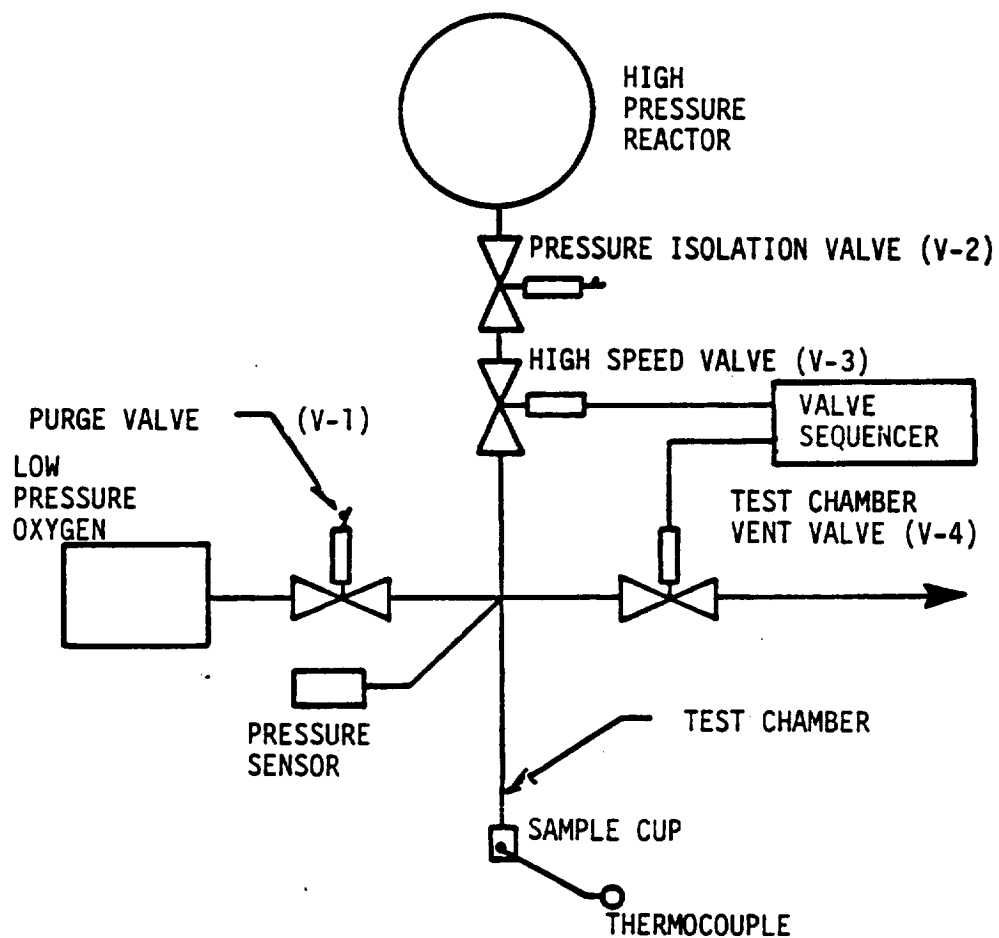 HIGH
PRESSURE
REACTOR
PRESSURE ISOLATION VALVE (V-2)
HIGH SPEED VALVE (V-3)
VALVE
SEQUENCER
PURGE VALVE (V-1)
LOW
PRESSURE
OXYGEN
TEST CHAMBER
VENT VALVE (V-4)
PRESSURE
SENSOR
TEST CHAMBER
SAMPLE CUP
THERMOCOUPLE